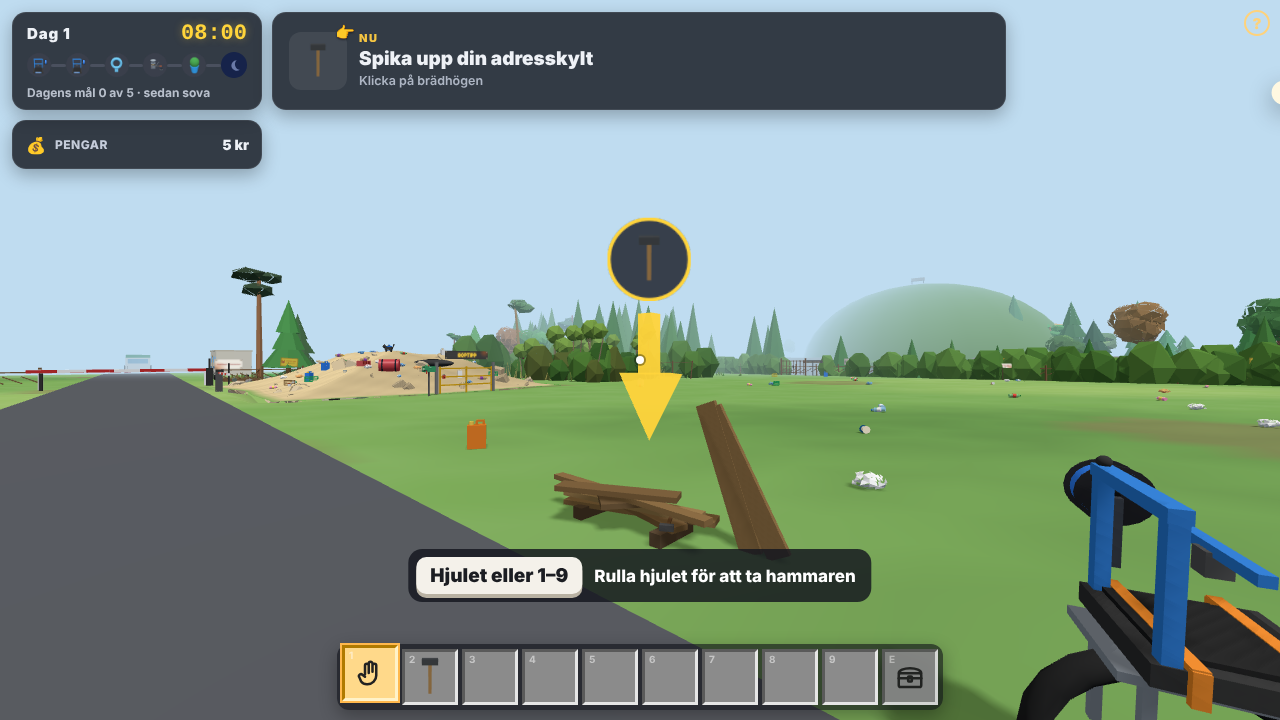 Dag 1
08:00
Dagens mål 0 av 5 · sedan sova
PENGAR
5 kr
NU
Spika upp din adresskylt
Klicka på brädhögen
Hjulet eller 1–9
Rulla hjulet för att ta hammaren
1
2
3
4
5
6
7
8
9
E